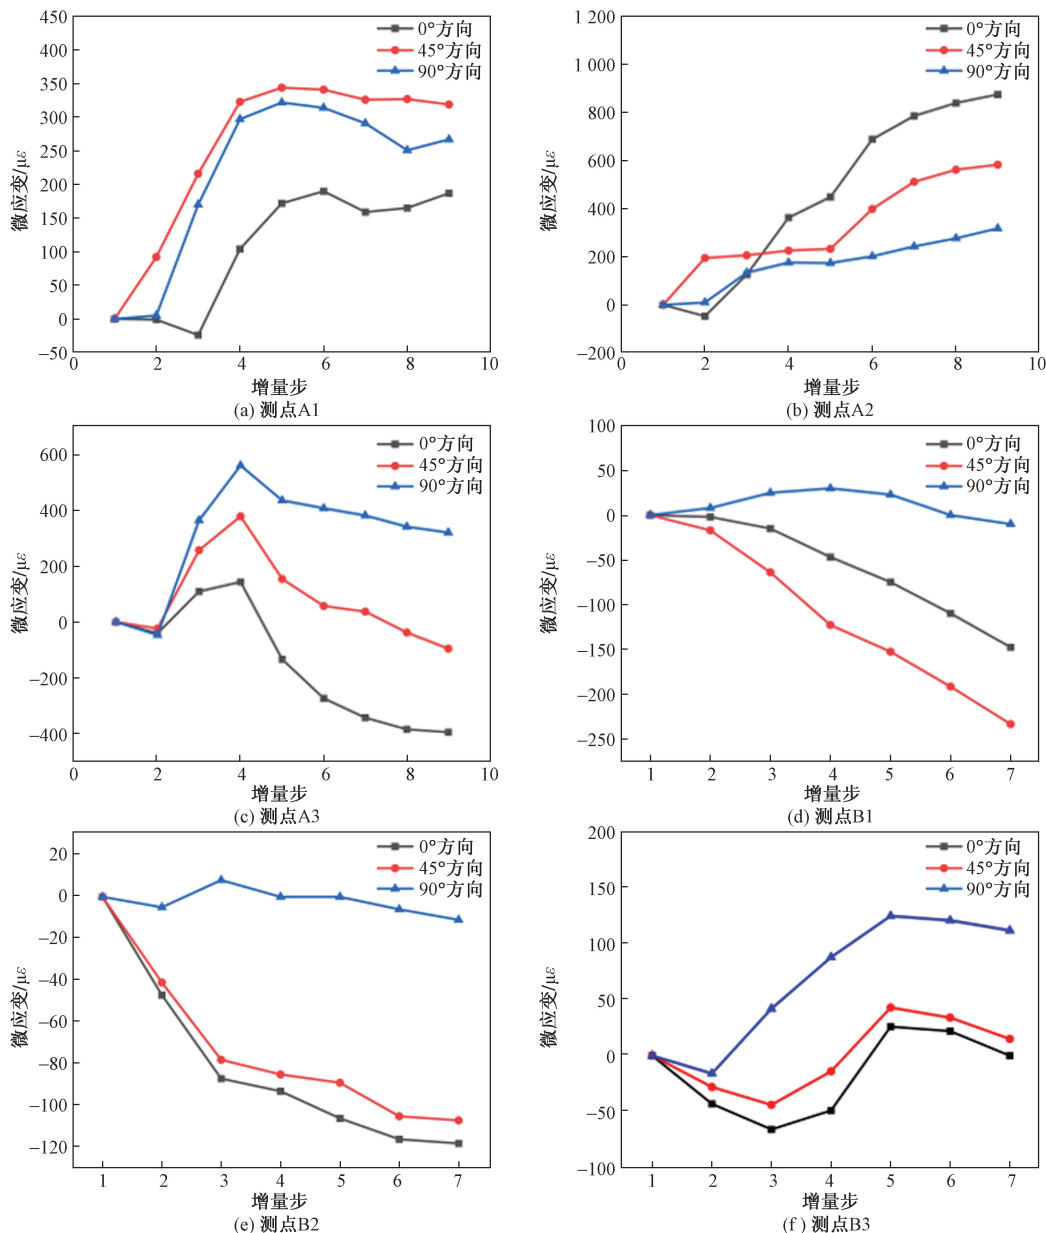 450
400
350
300
250
200
150
100
50
0
−50
0 2 4 6 8 10
微应变/με
增量步
0°方向
45°方向
90°方向
(a) 测点A1
1 200
1 000
800
600
400
200
0
−200
0 2 4 6 8 10
微应变/με
增量步
0°方向
45°方向
90°方向
(b) 测点A2
600
400
200
0
−200
−400
0 2 4 6 8 10
微应变/με
增量步
0°方向
45°方向
90°方向
(c) 测点A3
100
50
0
−50
−100
−150
−200
−250
1 2 3 4 5 6 7
微应变/με
增量步
0°方向
45°方向
90°方向
(d) 测点B1
20
0
−20
−40
−60
−80
−100
−120
1 2 3 4 5 6 7
微应变/με
增量步
0°方向
45°方向
90°方向
(e) 测点B2
200
150
100
50
0
−50
−100
1 2 3 4 5 6 7
微应变/με
增量步
0°方向
45°方向
90°方向
(f) 测点B3